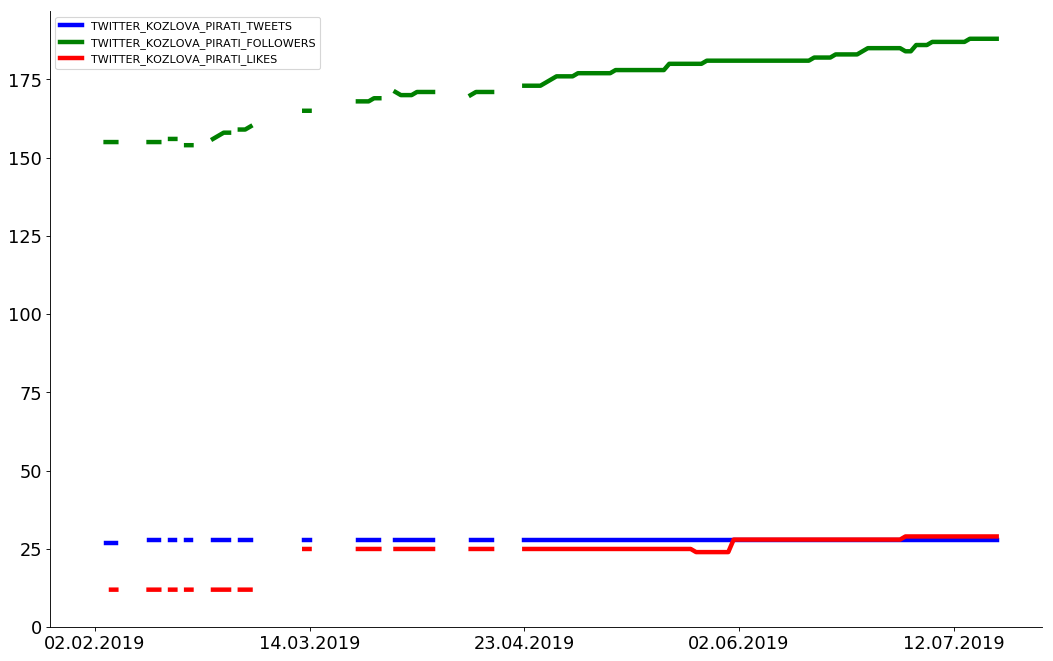 TWITTER_KOZLOVA_PIRATI_TWEETS
TWITTER_KOZLOVA_PIRATI_FOLLOWERS
TWITTER_KOZLOVA_PIRATI_LIKES
175
150
125
100
75
50
25
0
02.02.2019 14.03.2019 23.04.2019 02.06.2019 12.07.2019